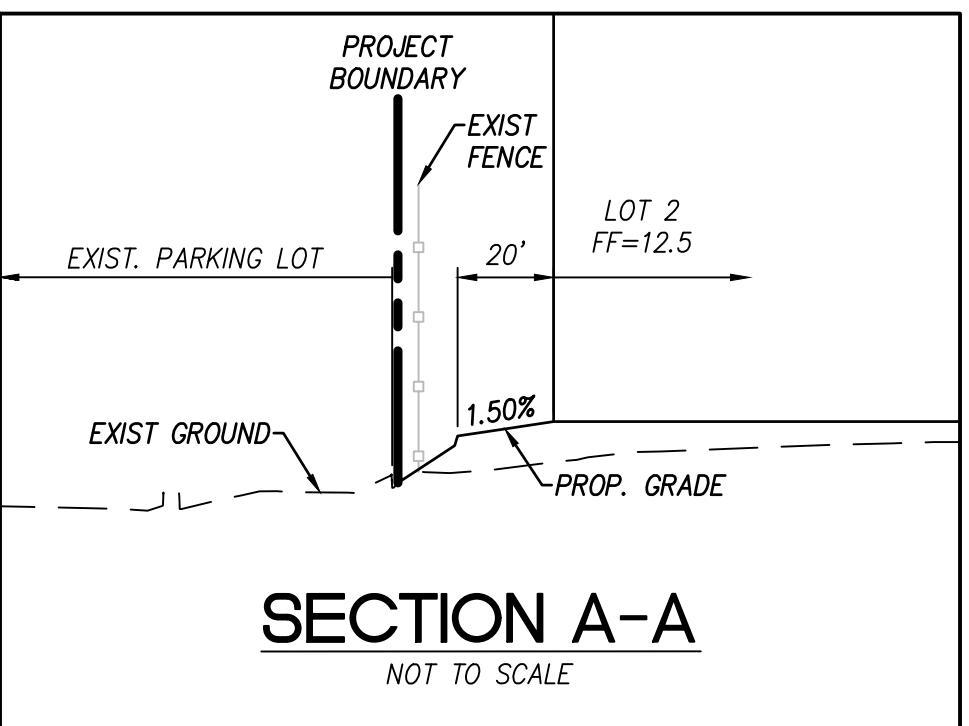 PROJECT
BOUNDARY
EXIST
FENCE
LOT 2
FF=12.5
EXIST. PARKING LOT
20'
1.50%
EXIST GROUND
PROP. GRADE
SECTION A-A
NOT TO SCALE